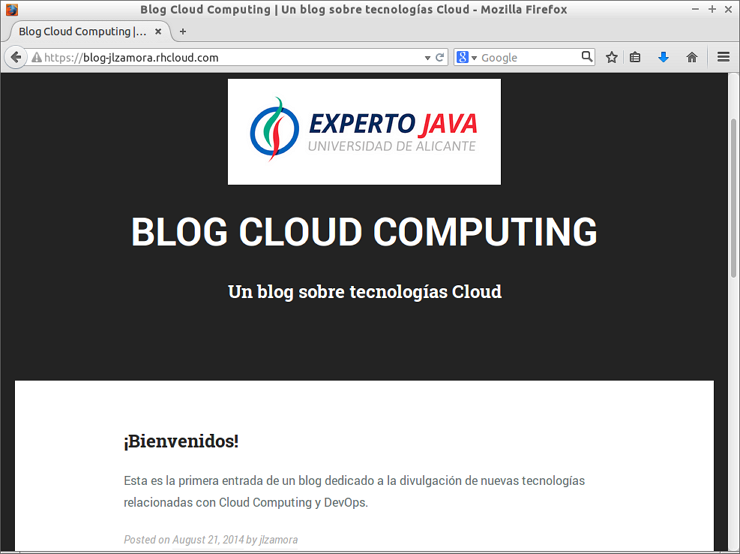 Blog Cloud Computing | Un blog sobre tecnologías Cloud - Mozilla Firefox
Blog Cloud Computing |...
https://blog-jlzamora.rhcloud.com
Google
EXPERTO JAVA
UNIVERSIDAD DE ALICANTE
BLOG CLOUD COMPUTING
Un blog sobre tecnologías Cloud
¡Bienvenidos!
Esta es la primera entrada de un blog dedicado a la divulgación de nuevas tecnologías
relacionadas con Cloud Computing y DevOps.
Posted on August 21, 2014 by jlzamora